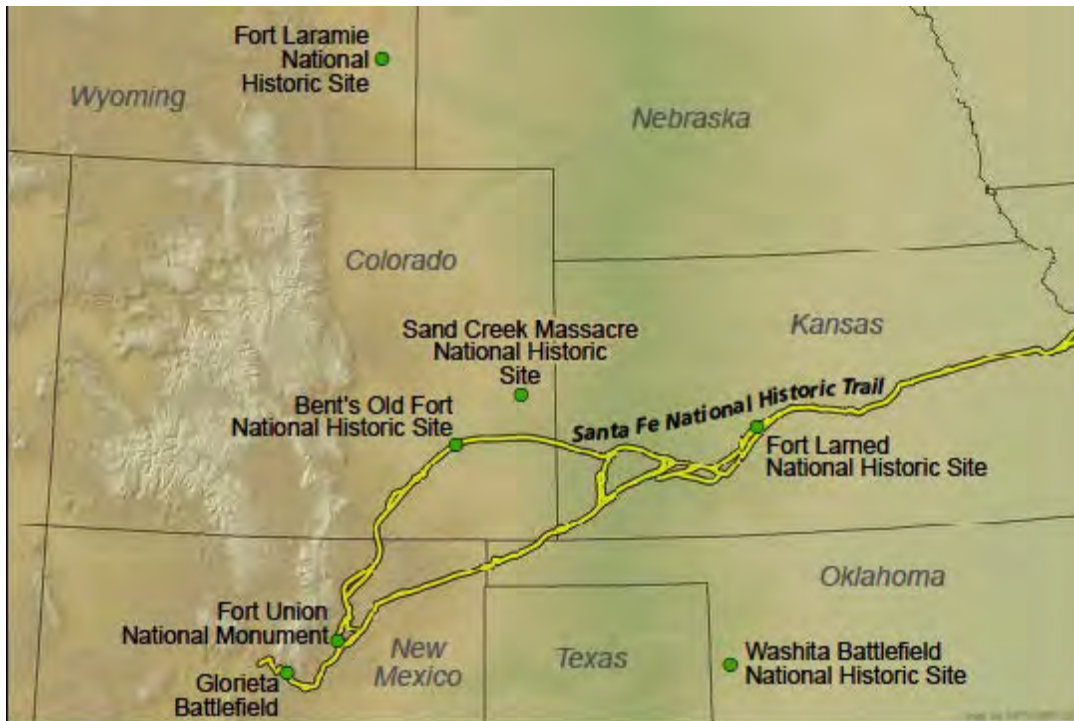 Fort Laramie
National
Historic Site
Wyoming
Nebraska
Colorado
Sand Creek Massacre
National Historic
Site
Kansas
Bent's Old Fort
National Historic Site
Santa Fe National Historic Trail
Fort Larned
National Historic Site
Oklahoma
Fort Union
National Monument
New
Mexico
Texas
Washita Battlefield
National Historic Site
Glorieta
Battlefield